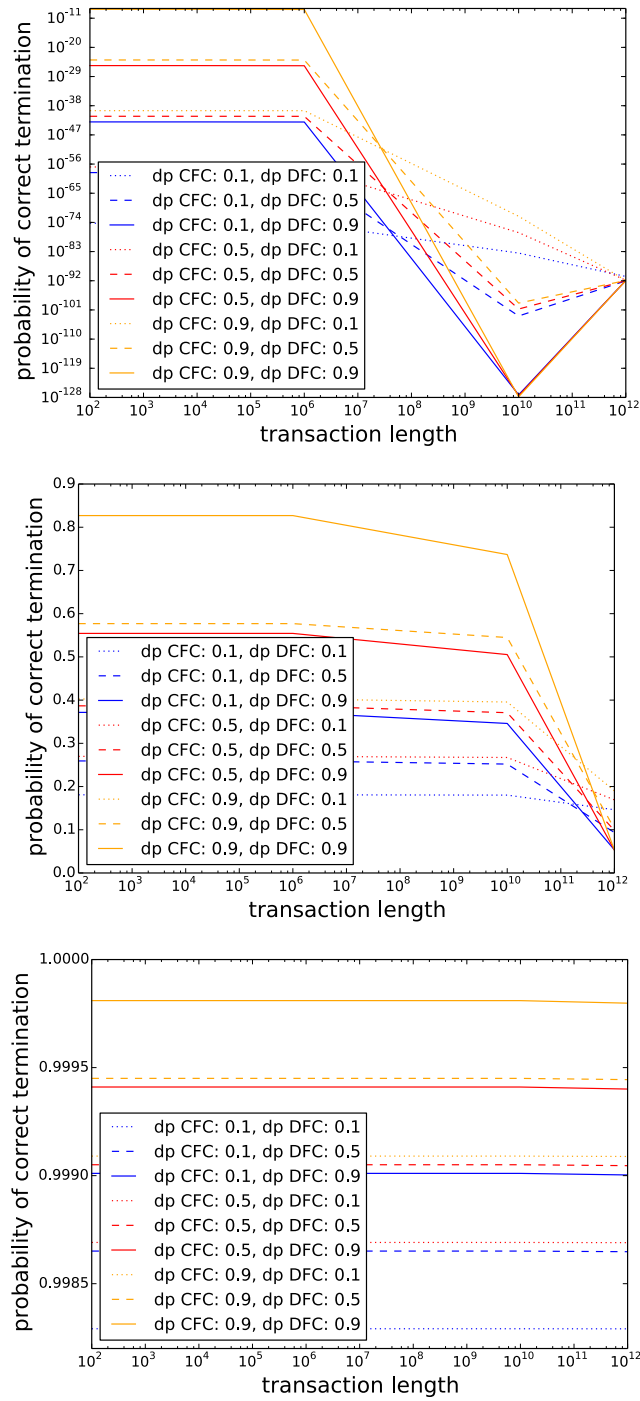 10^-11
10^-20
10^-29
10^-38
10^-47
10^-56
10^-65
10^-74
10^-83
10^-92
10^-101
10^-110
10^-119
10^-128
probability of correct termination
dp CFC: 0.1, dp DFC: 0.1
dp CFC: 0.1, dp DFC: 0.5
dp CFC: 0.1, dp DFC: 0.9
dp CFC: 0.5, dp DFC: 0.1
dp CFC: 0.5, dp DFC: 0.5
dp CFC: 0.5, dp DFC: 0.9
dp CFC: 0.9, dp DFC: 0.1
dp CFC: 0.9, dp DFC: 0.5
dp CFC: 0.9, dp DFC: 0.9
10^2 10^3 10^4 10^5 10^6 10^7 10^8 10^9 10^10 10^11 10^12
transaction length
0.9
0.8
0.7
0.6
0.5
0.4
0.3
0.2
0.1
0.0
probability of correct termination
dp CFC: 0.1, dp DFC: 0.1
dp CFC: 0.1, dp DFC: 0.5
dp CFC: 0.1, dp DFC: 0.9
dp CFC: 0.5, dp DFC: 0.1
dp CFC: 0.5, dp DFC: 0.5
dp CFC: 0.5, dp DFC: 0.9
dp CFC: 0.9, dp DFC: 0.1
dp CFC: 0.9, dp DFC: 0.5
dp CFC: 0.9, dp DFC: 0.9
10^2 10^3 10^4 10^5 10^6 10^7 10^8 10^9 10^10 10^11 10^12
transaction length
1.0000
0.9995
0.9990
0.9985
probability of correct termination
dp CFC: 0.1, dp DFC: 0.1
dp CFC: 0.1, dp DFC: 0.5
dp CFC: 0.1, dp DFC: 0.9
dp CFC: 0.5, dp DFC: 0.1
dp CFC: 0.5, dp DFC: 0.5
dp CFC: 0.5, dp DFC: 0.9
dp CFC: 0.9, dp DFC: 0.1
dp CFC: 0.9, dp DFC: 0.5
dp CFC: 0.9, dp DFC: 0.9
10^2 10^3 10^4 10^5 10^6 10^7 10^8 10^9 10^10 10^11 10^12
transaction length